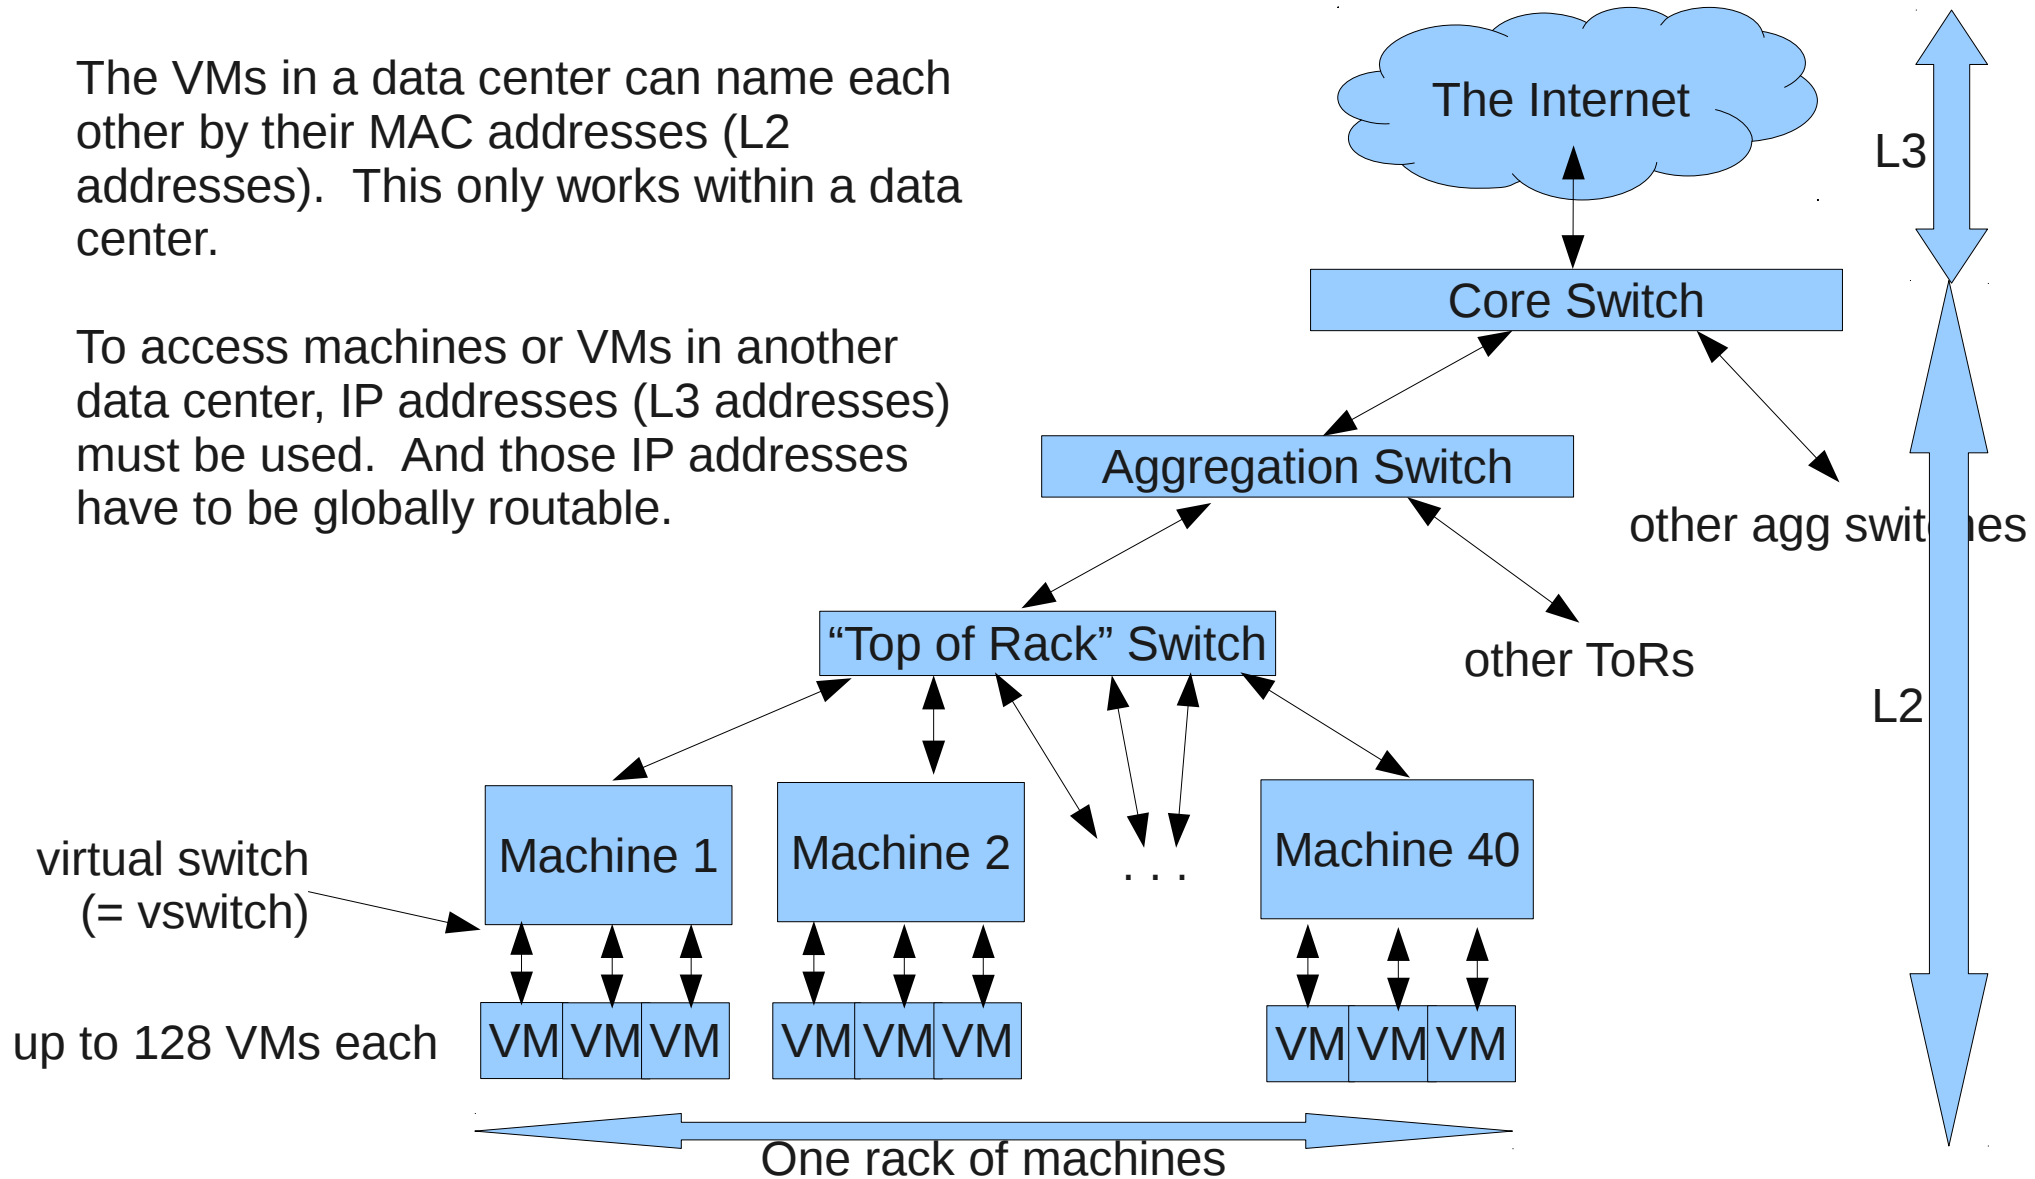 The VMs in a data center can name each
other by their MAC addresses (L2
addresses).  This only works within a data
center.
To access machines or VMs in another
data center, IP addresses (L3 addresses)
must be used.  And those IP addresses
have to be globally routable.
The Internet
L3
Core Switch
Aggregation Switch
other agg switches
“Top of Rack” Switch
other ToRs
L2
Machine 1
Machine 2
. . .
Machine 40
virtual switch
(= vswitch)
up to 128 VMs each
VM VM VM
VM VM VM
VM VM VM
One rack of machines